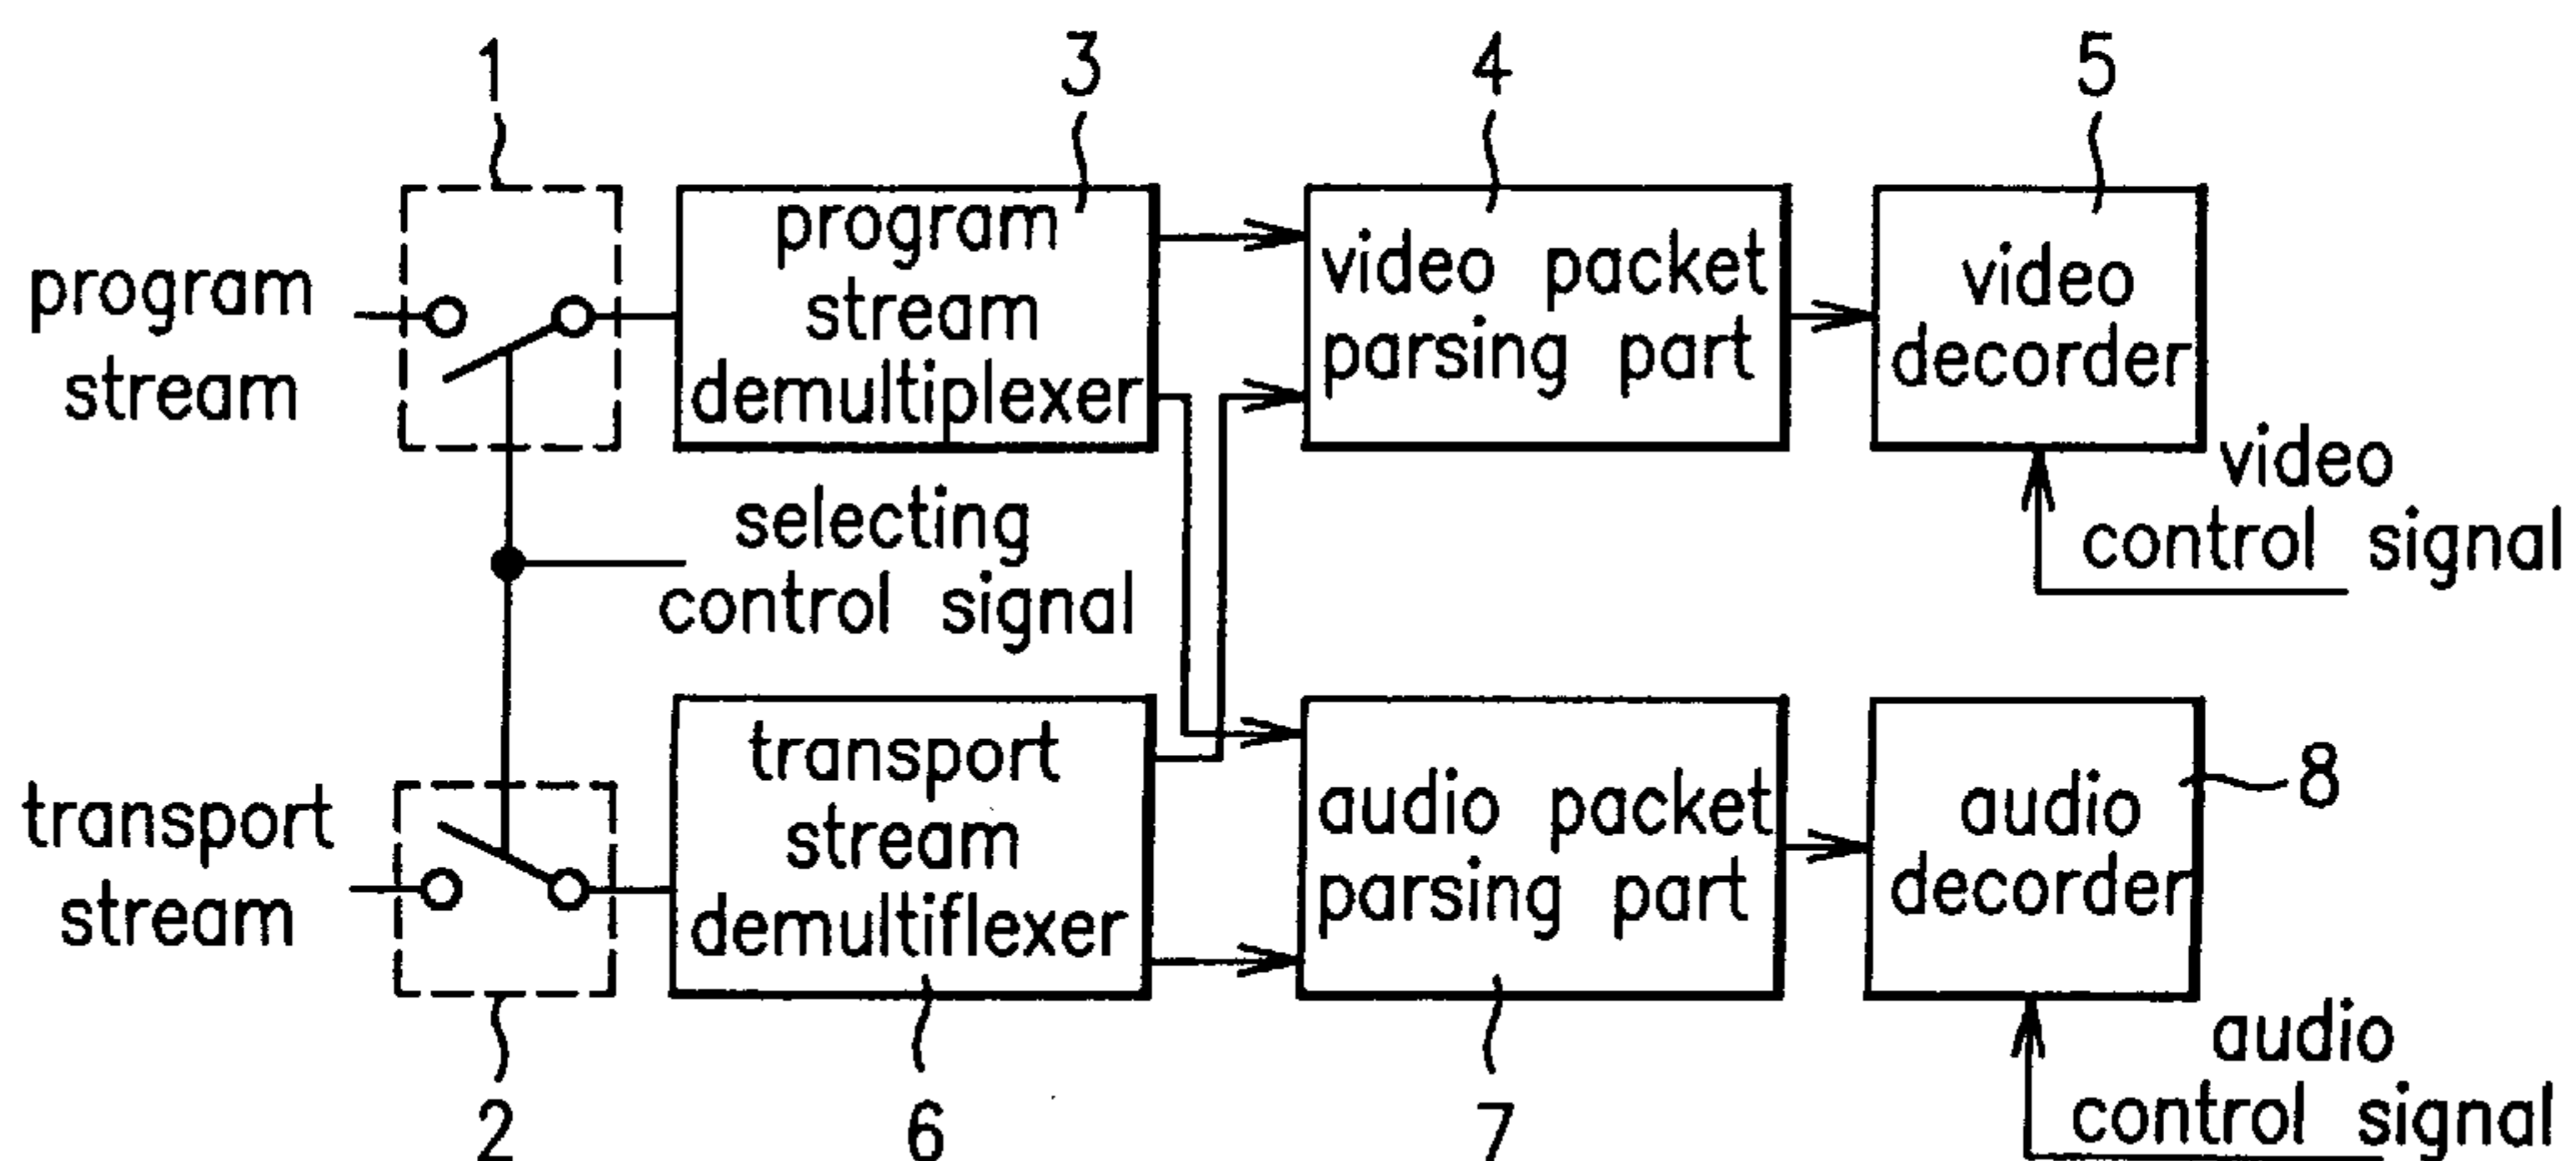 1
3
4
5
program
stream
program
stream
demultiplexer
video packet
parsing part
video
decorder
video
control signal
selecting
control signal
transport
stream
transport
stream
demultiflexer
audio packet
parsing part
audio
decorder
8
audio
control signal
2
6
7